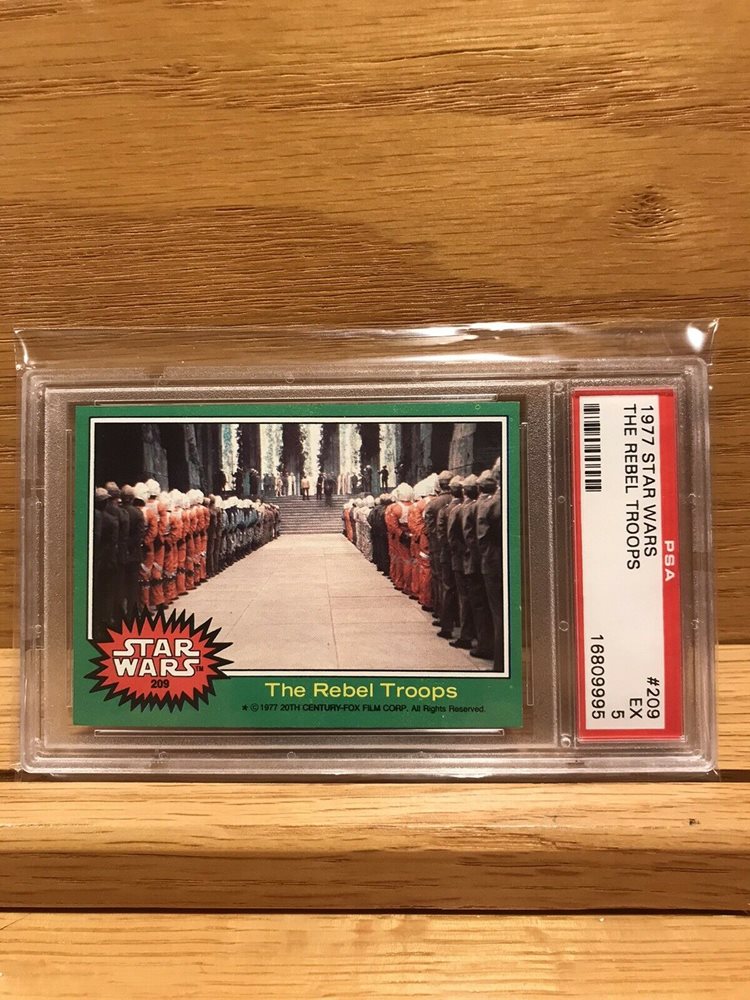 STAR
WARS™
209
The Rebel Troops
* © 1977 20TH CENTURY-FOX FILM CORP. All Rights Reserved.
PSA
1977 STAR WARS #209
THE REBEL TROOPS EX
5
16809995